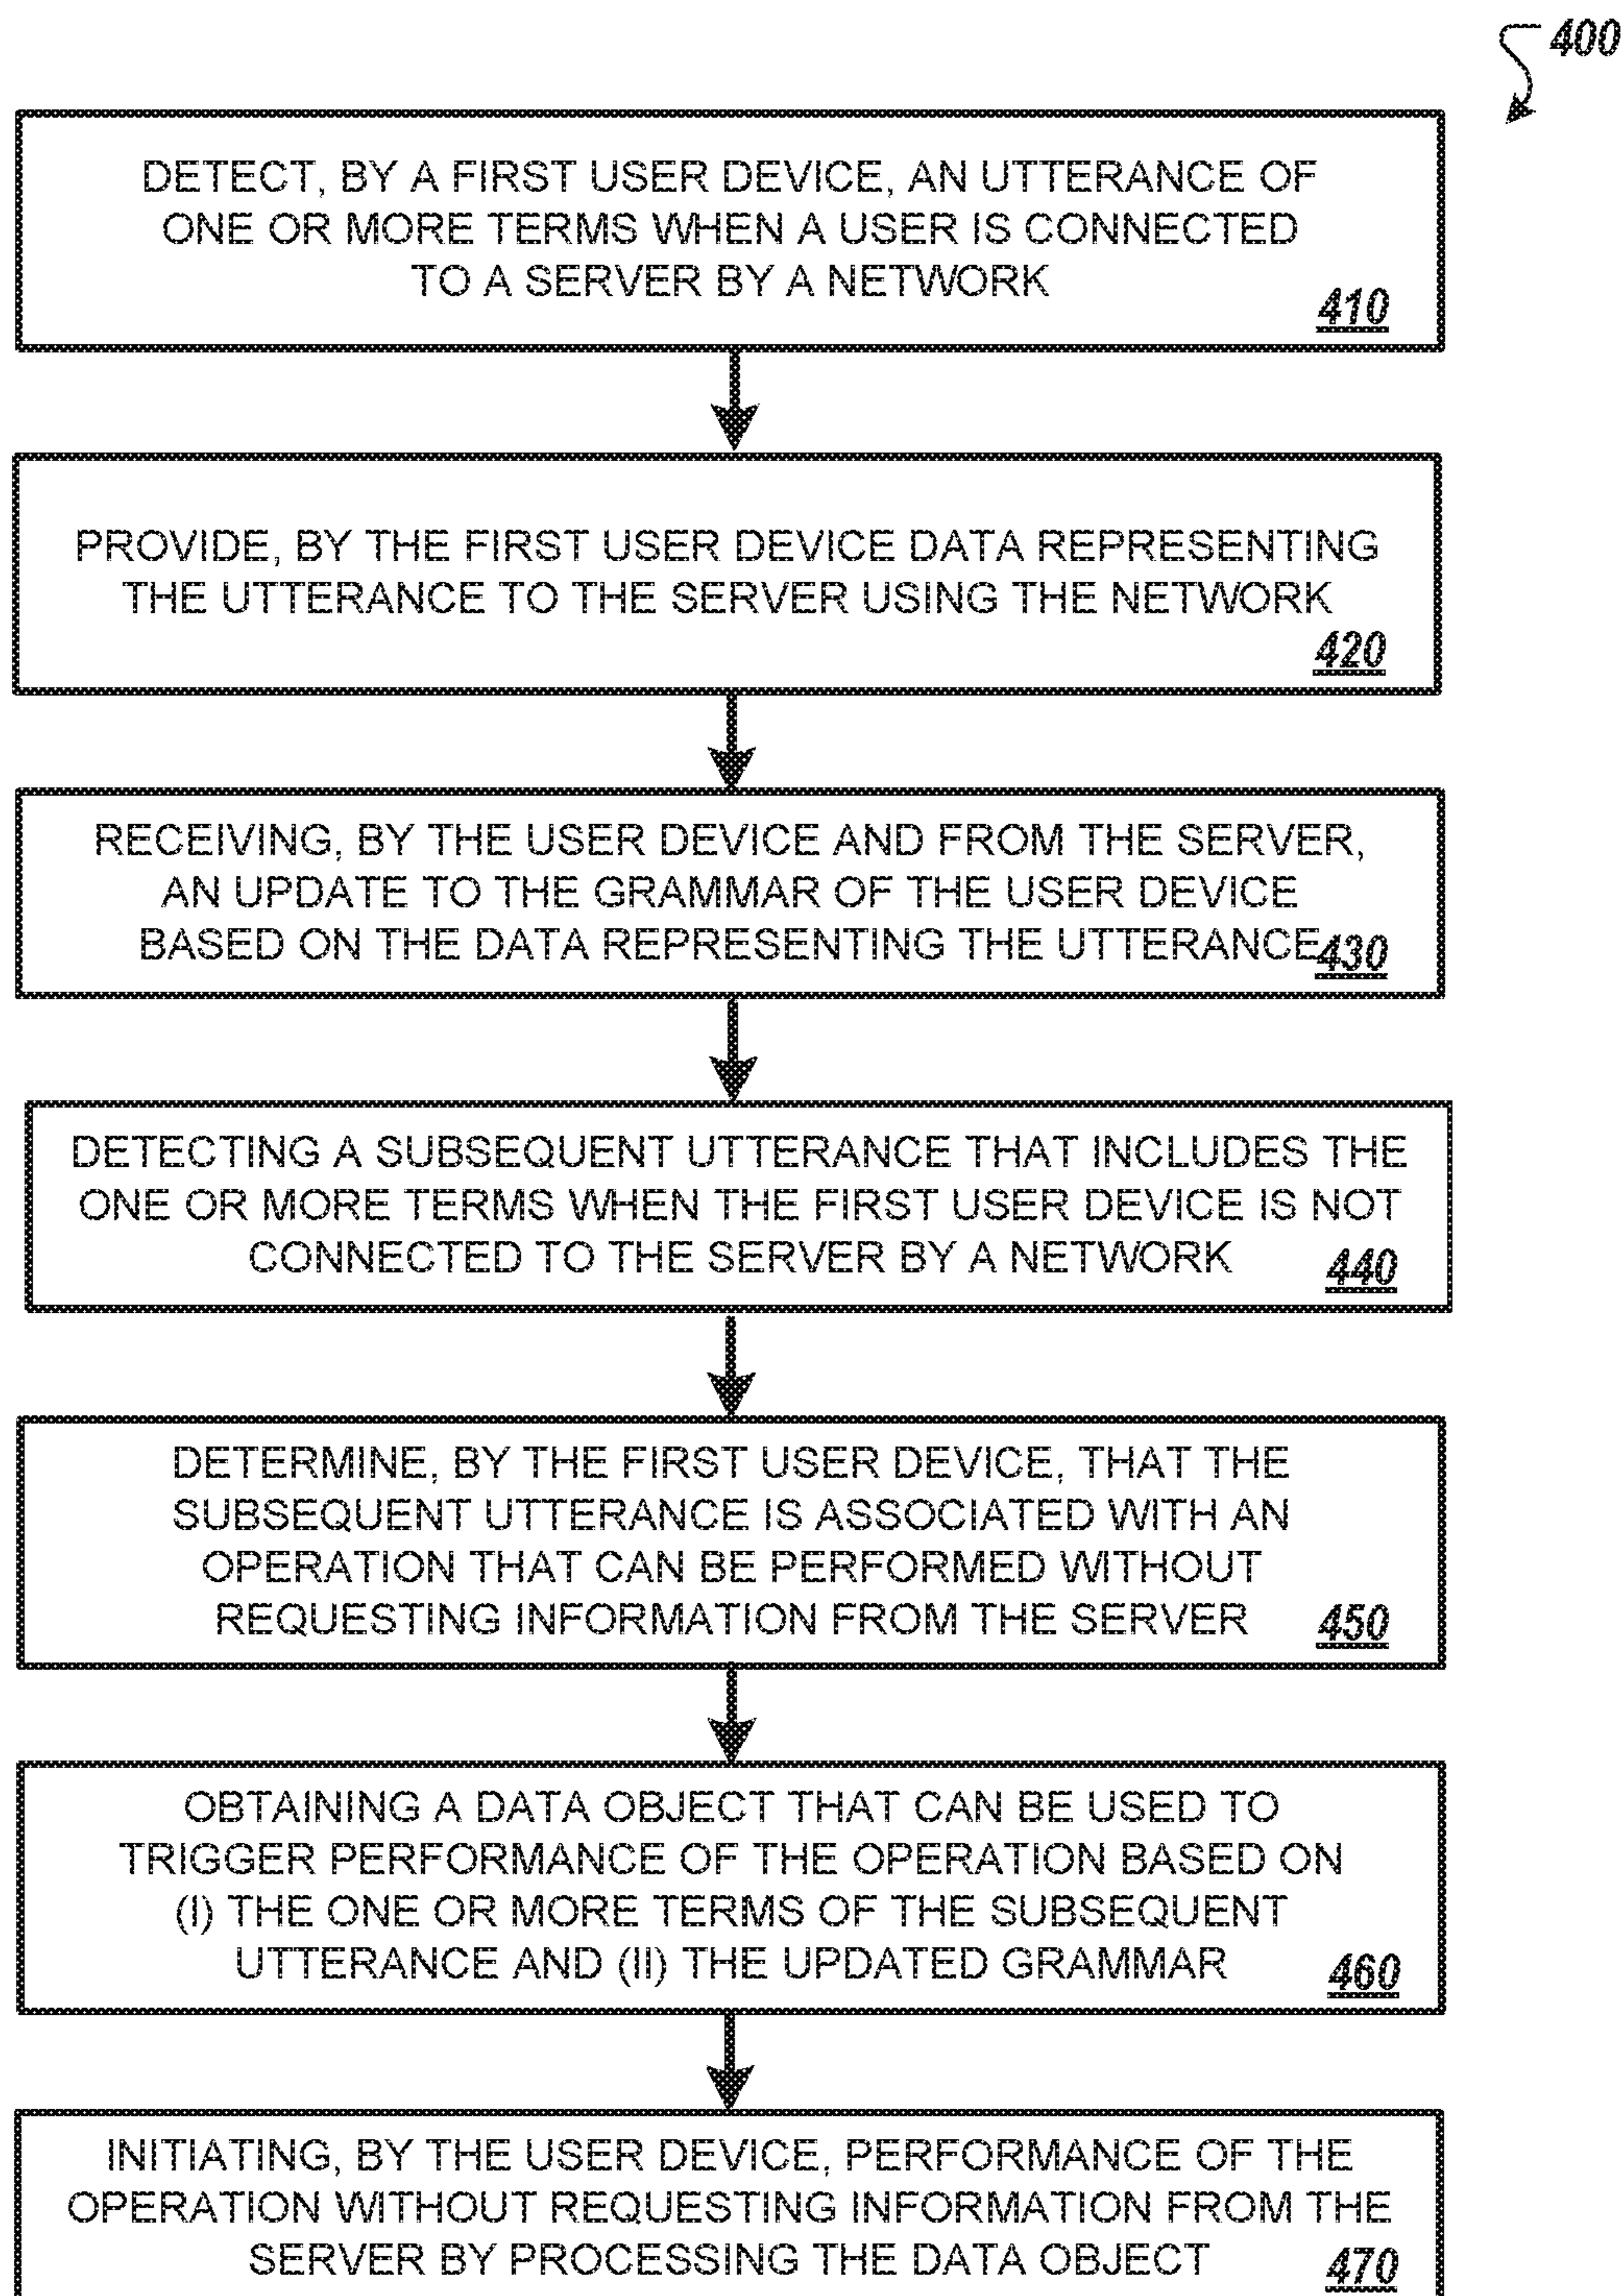 400
DETECT, BY A FIRST USER DEVICE, AN UTTERANCE OF
ONE OR MORE TERMS WHEN A USER IS CONNECTED
TO A SERVER BY A NETWORK
410
PROVIDE, BY THE FIRST USER DEVICE DATA REPRESENTING
THE UTTERANCE TO THE SERVER USING THE NETWORK
420
RECEIVING, BY THE USER DEVICE AND FROM THE SERVER,
AN UPDATE TO THE GRAMMAR OF THE USER DEVICE
BASED ON THE DATA REPRESENTING THE UTTERANCE
430
DETECTING A SUBSEQUENT UTTERANCE THAT INCLUDES THE
ONE OR MORE TERMS WHEN THE FIRST USER DEVICE IS NOT
CONNECTED TO THE SERVER BY A NETWORK
440
DETERMINE, BY THE FIRST USER DEVICE, THAT THE
SUBSEQUENT UTTERANCE IS ASSOCIATED WITH AN
OPERATION THAT CAN BE PERFORMED WITHOUT
REQUESTING INFORMATION FROM THE SERVER
450
OBTAINING A DATA OBJECT THAT CAN BE USED TO
TRIGGER PERFORMANCE OF THE OPERATION BASED ON
(I) THE ONE OR MORE TERMS OF THE SUBSEQUENT
UTTERANCE AND (II) THE UPDATED GRAMMAR
460
INITIATING, BY THE USER DEVICE, PERFORMANCE OF THE
OPERATION WITHOUT REQUESTING INFORMATION FROM THE
SERVER BY PROCESSING THE DATA OBJECT
470